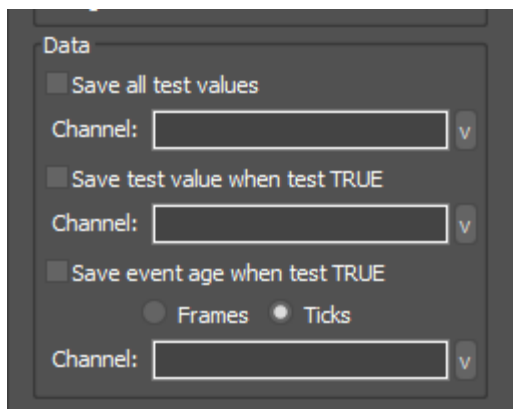 Data
Save all test values
Channel: v
Save test value when test TRUE
Channel: v
Save event age when test TRUE
Frames Ticks
Channel: v